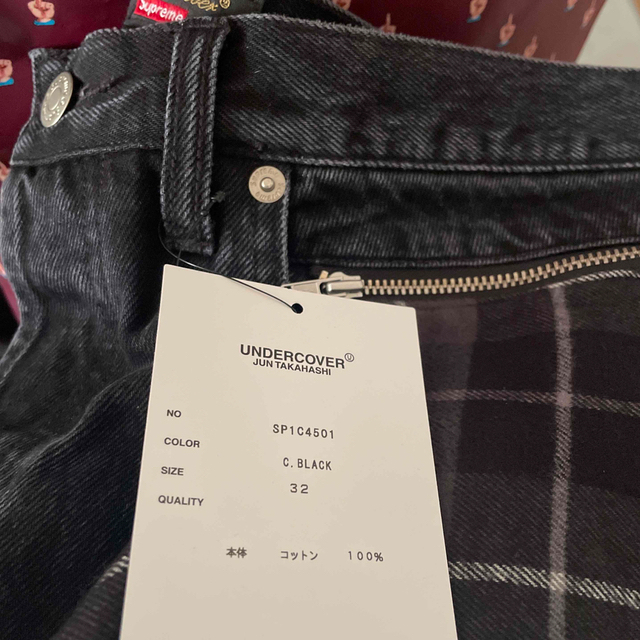 Supreme
UNDERCOVER Ⓤ
JUN TAKAHASHI
NO SP1C4501
COLOR C.BLACK
SIZE 32
QUALITY
本体 コットン 100%